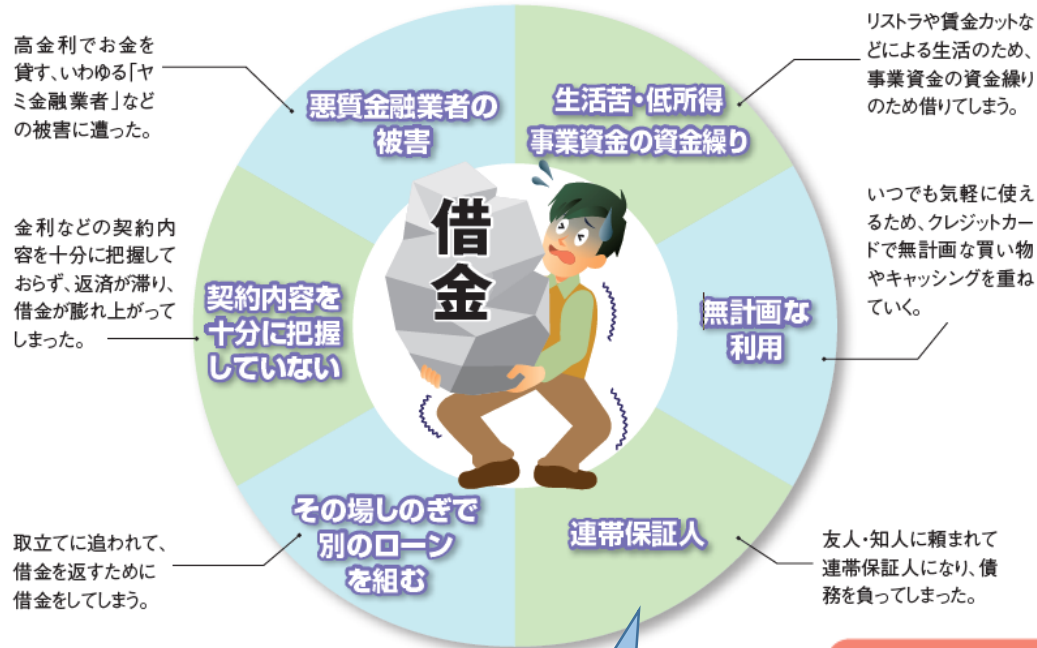 高金利でお金を
貸す、いわゆる「ヤ
ミ金融業者」など
の被害に遭った。
悪質金融業者の
被害
生活苦・低所得
事業資金の資金繰り
リストラや賃金カットな
どによる生活のため、
事業資金の資金繰り
のため借りてしまう。
金利などの契約内
容を十分に把握して
おらず、返済が滞り、
借金が膨れ上がって
しまった。
契約内容を
十分に把握
していない
借金
無計画な
利用
いつでも気軽に使え
るため、クレジットカー
ドで無計画な買い物
やキャッシングを重ね
ていく。
取立てに追われて、
借金を返すために
借金をしてしまう。
その場しのぎで
別のローン
を組む
連帯保証人
友人・知人に頼まれて
連帯保証人になり、債
務を負ってしまった。